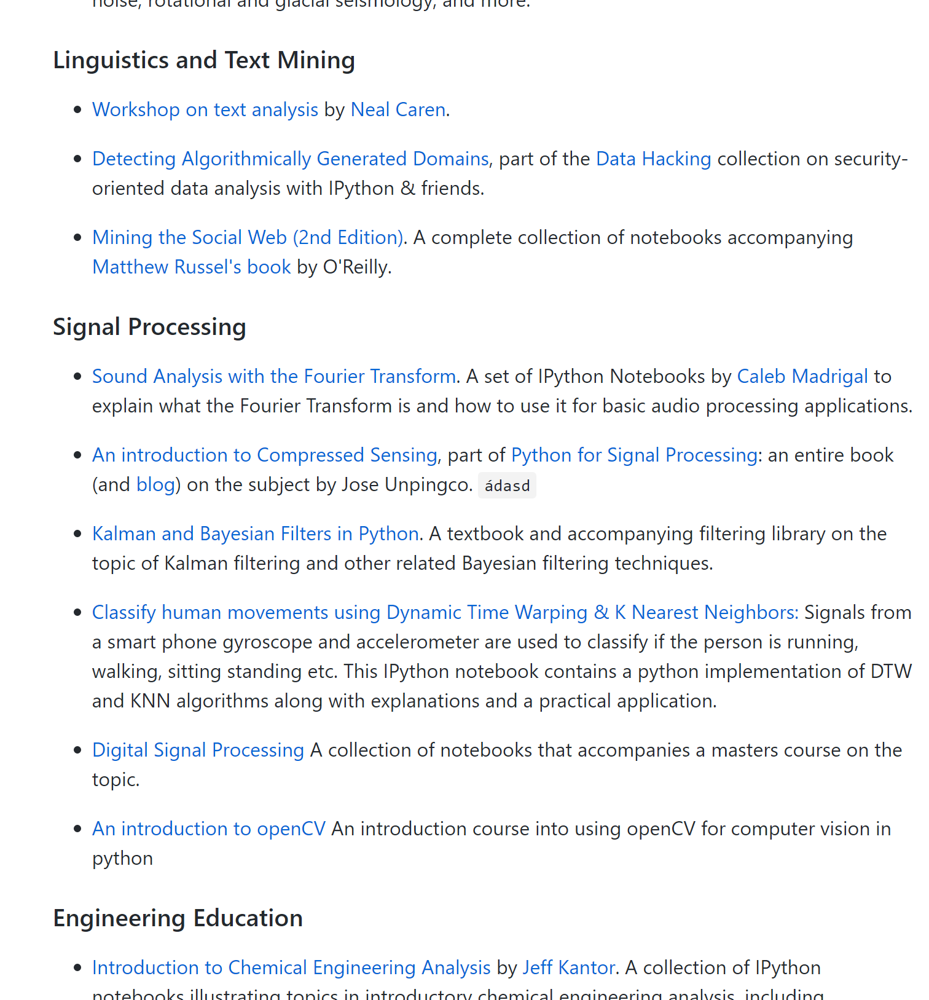 noise, rotational and glacial seismology, and more.
Linguistics and Text Mining
Workshop on text analysis by Neal Caren.
Detecting Algorithmically Generated Domains, part of the Data Hacking collection on security-
oriented data analysis with IPython & friends.
Mining the Social Web (2nd Edition). A complete collection of notebooks accompanying
Matthew Russel's book by O'Reilly.
Signal Processing
Sound Analysis with the Fourier Transform. A set of IPython Notebooks by Caleb Madrigal to
explain what the Fourier Transform is and how to use it for basic audio processing applications.
An introduction to Compressed Sensing, part of Python for Signal Processing: an entire book
(and blog) on the subject by Jose Unpingco. ádasd
Kalman and Bayesian Filters in Python. A textbook and accompanying filtering library on the
topic of Kalman filtering and other related Bayesian filtering techniques.
Classify human movements using Dynamic Time Warping & K Nearest Neighbors: Signals from
a smart phone gyroscope and accelerometer are used to classify if the person is running,
walking, sitting standing etc. This IPython notebook contains a python implementation of DTW
and KNN algorithms along with explanations and a practical application.
Digital Signal Processing A collection of notebooks that accompanies a masters course on the
topic.
An introduction to openCV An introduction course into using openCV for computer vision in
python
Engineering Education
Introduction to Chemical Engineering Analysis by Jeff Kantor. A collection of IPython
notebooks illustrating topics in introductory chemical engineering analysis, including